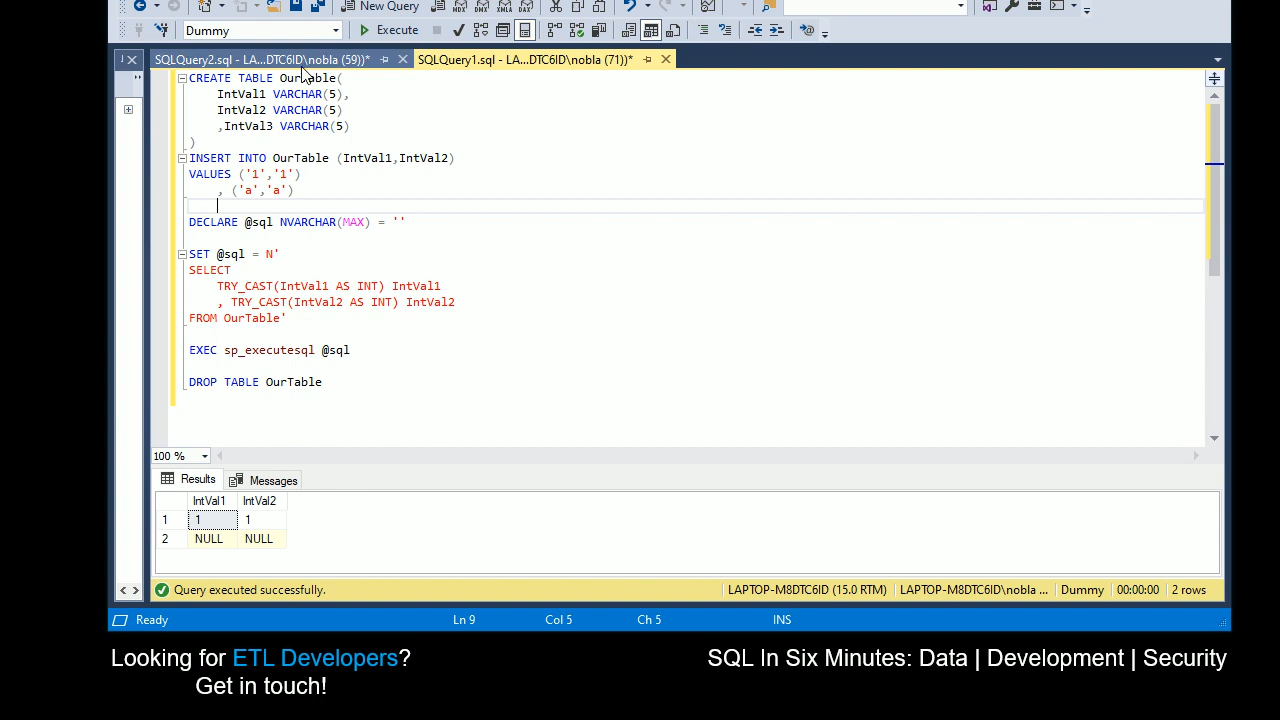 New Query
Dummy
Execute
SQLQuery2.sql - LA...DTC6ID\nobla (59))*
SQLQuery1.sql - LA...DTC6ID\nobla (71))*
CREATE TABLE OurTable(
IntVal1 VARCHAR(5),
IntVal2 VARCHAR(5)
,IntVal3 VARCHAR(5)
)
INSERT INTO OurTable (IntVal1,IntVal2)
VALUES ('1','1')
, ('a','a')
DECLARE @sql NVARCHAR(MAX) = ''
SET @sql = N'
SELECT
TRY_CAST(IntVal1 AS INT) IntVal1
, TRY_CAST(IntVal2 AS INT) IntVal2
FROM OurTable'
EXEC sp_executesql @sql
DROP TABLE OurTable
100 %
Results Messages
IntVal1 IntVal2
1 1 1
2 NULL NULL
Query executed successfully. LAPTOP-M8DTC6ID (15.0 RTM) LAPTOP-M8DTC6ID\nobla ... Dummy 00:00:00 2 rows
Ready Ln 9 Col 5 Ch 5 INS
Looking for ETL Developers?
Get in touch!
SQL In Six Minutes: Data | Development | Security